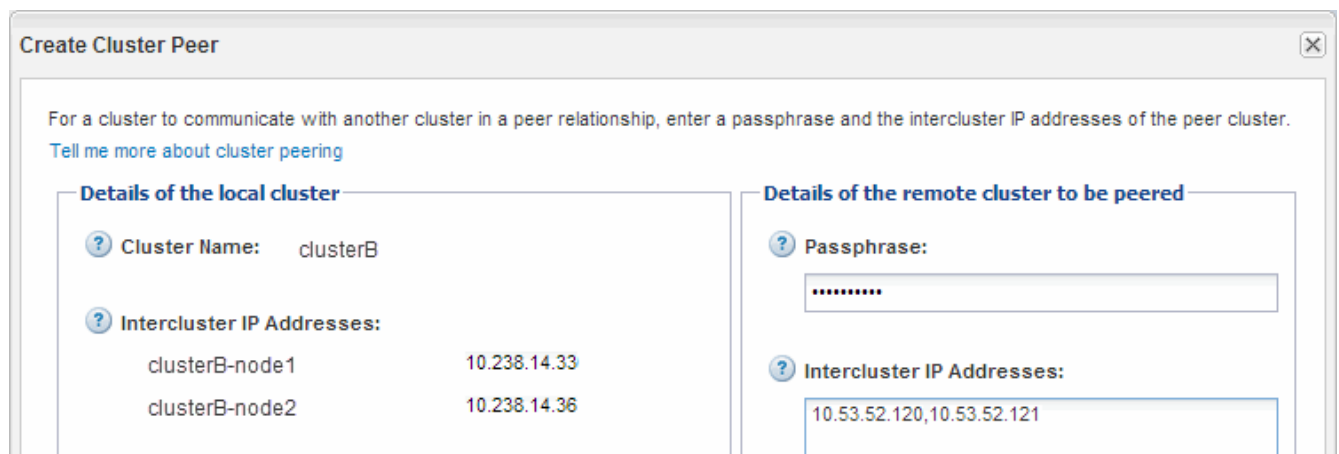 Create Cluster Peer
For a cluster to communicate with another cluster in a peer relationship, enter a passphrase and the intercluster IP addresses of the peer cluster.
Tell me more about cluster peering
Details of the local cluster
? Cluster Name: clusterB
? Intercluster IP Addresses:
clusterB-node1 10.238.14.33
clusterB-node2 10.238.14.36
Details of the remote cluster to be peered
? Passphrase:
••••••••••
? Intercluster IP Addresses:
10.53.52.120,10.53.52.121